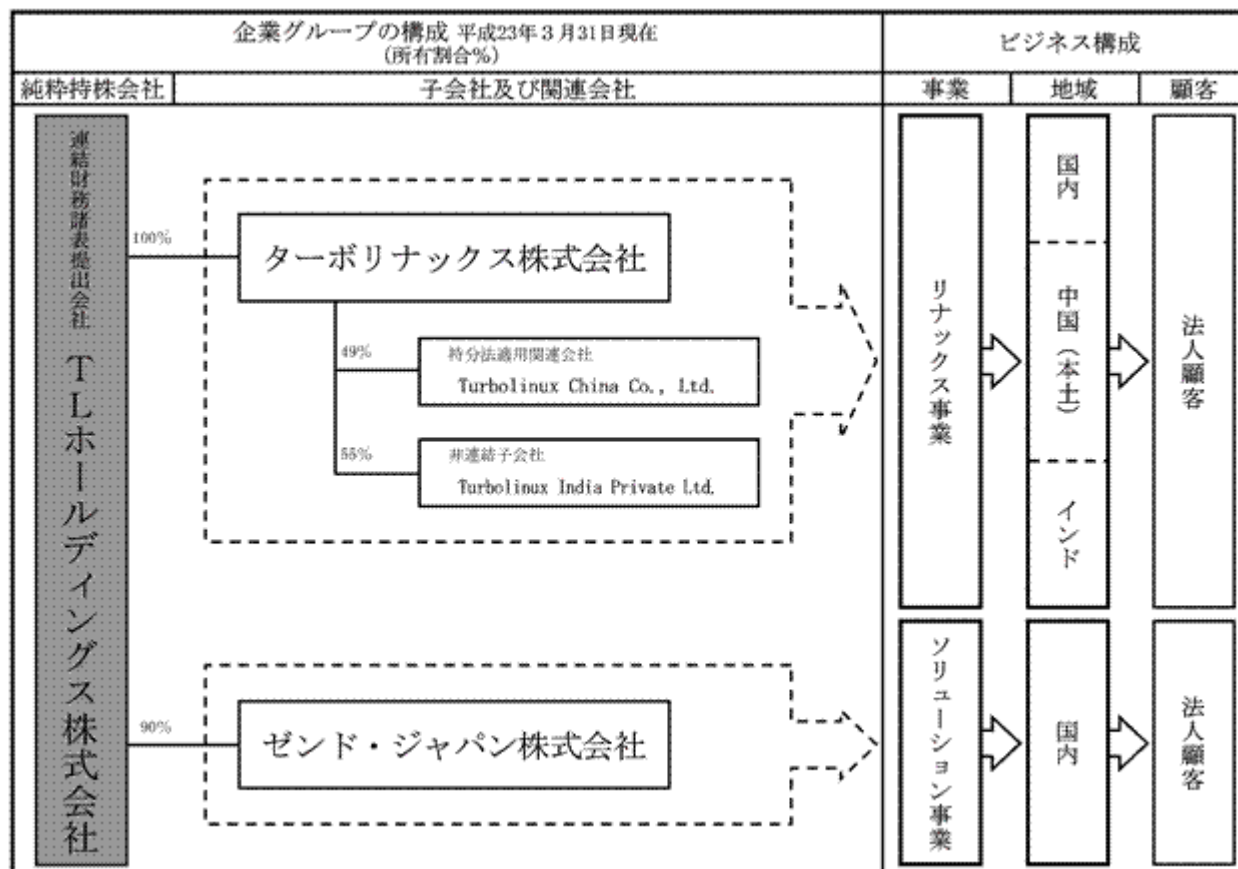 企業グループの構成 平成23年3月31日現在
(所有割合%)
ビジネス構成
純粋持株会社
子会社及び関連会社
事業
地域
顧客
連結財務諸表提出会社 TLホールディングス株式会社
100%
ターボリナックス株式会社
49%
持分法適用関連会社
Turbolinux China Co., Ltd.
55%
非連結子会社
Turbolinux India Private Ltd.
リナックス事業
国内
中国(本土)
インド
法人顧客
90%
ゼンド・ジャパン株式会社
ソリューション事業
国内
法人顧客